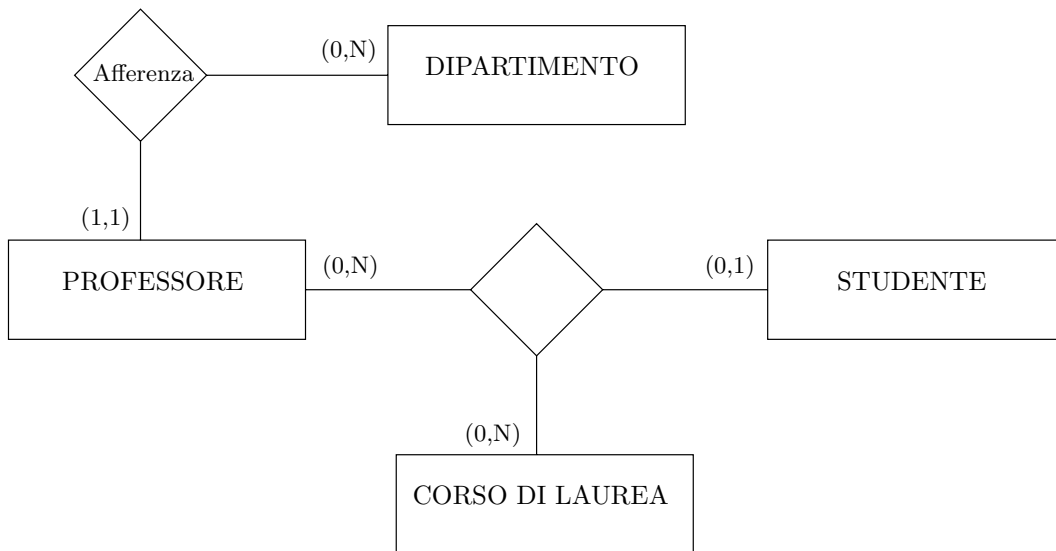 (0,N)
DIPARTIMENTO
Afferenza
(1,1)
PROFESSORE
(0,N)
(0,1)
STUDENTE
(0,N)
CORSO DI LAUREA